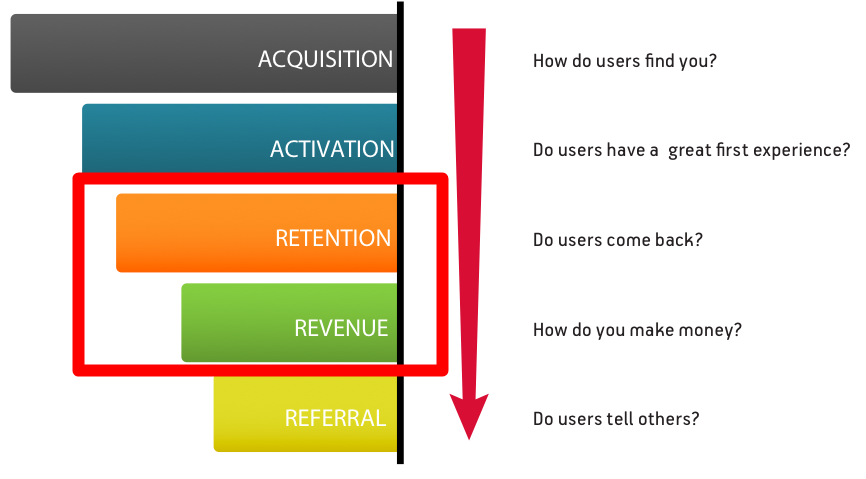 ACQUISITION
How do users find you?
ACTIVATION
Do users have a great first experience?
RETENTION
Do users come back?
REVENUE
How do you make money?
REFERRAL
Do users tell others?